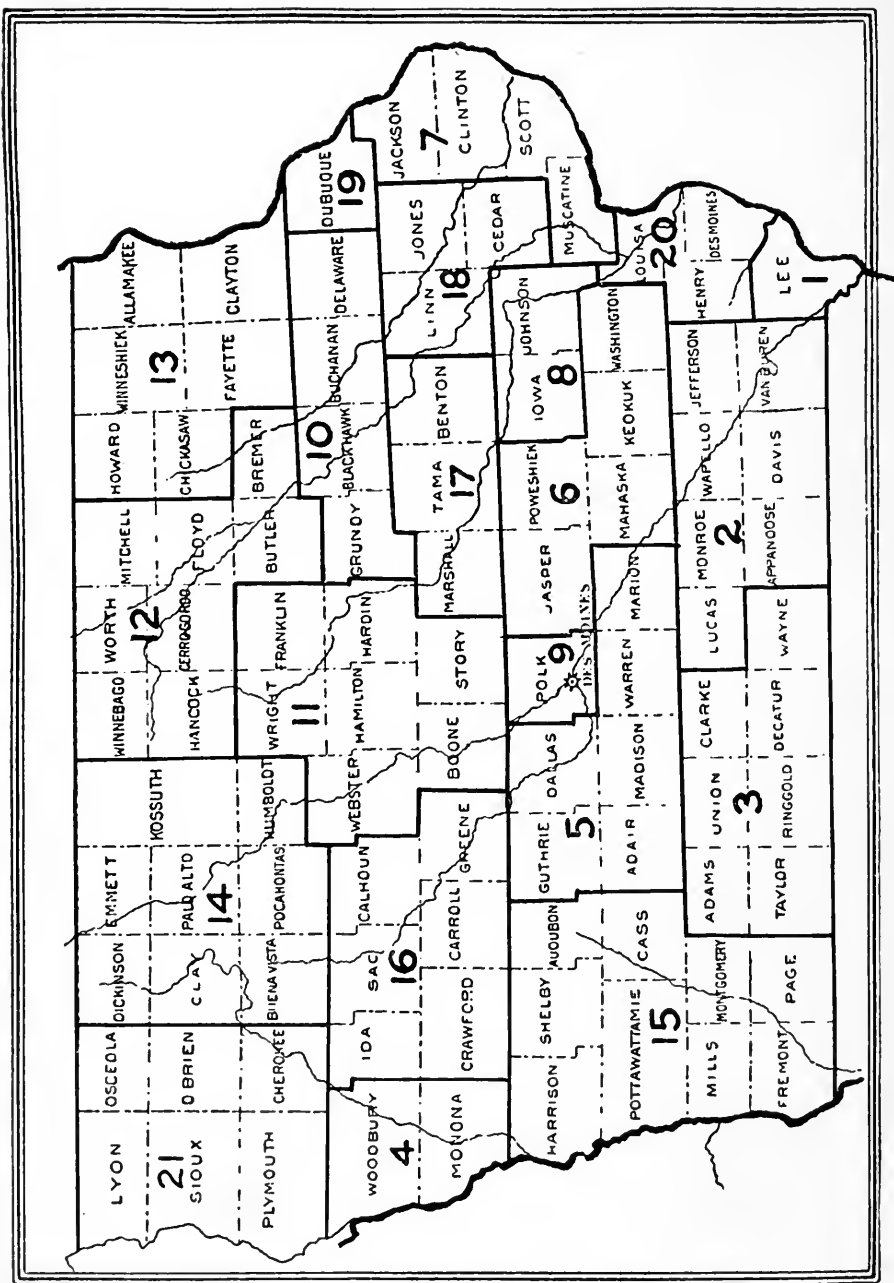 LYON
OSCEOLA
DICKINSON
EMMETT
KOSSUTH
WINNEBAGO
WORTH
MITCHELL
HOWARD
WINNESHIEK
ALLAMAKEE
21
SIOUX
O BRIEN
CLAY
PALO ALTO
14
HANCOCK
CERRO GORDO
12
FLOYD
CHICKASAW
13
PLYMOUTH
CHEROKEE
BUENA VISTA
POCAHONTAS
HUMBOLDT
WRIGHT
11
FRANKLIN
BUTLER
BREMER
FAYETTE
CLAYTON
WOODBURY
4
IDA
SAC
16
CALHOUN
WEBSTER
HAMILTON
HARDIN
GRUNDY
BLACKHAWK
10
BUCHANAN
DELAWARE
DUBUQUE
19
MONONA
CRAWFORD
CARROLL
GREENE
BOONE
STORY
MARSHALL
TAMA
17
BENTON
LINN
18
JONES
JACKSON
7
CLINTON
CEDAR
SCOTT
HARRISON
SHELBY
AUOUBON
GUTHRIE
5
DALLAS
POLK
9
DES MOINES
JASPER
POWESHIEK
6
IOWA
8
JOHNSON
MUSCATINE
POTTAWATTAMIE
15
CASS
ADAIR
MADISON
WARREN
MARION
MAHASKA
KEOKUK
WASHINGTON
LOUISA
20
MILLS
MONTGOMERY
ADAMS
UNION
3
CLARKE
LUCAS
MONROE
2
WAPELLO
JEFFERSON
HENRY
DESMOINES
FREMONT
PAGE
TAYLOR
RINGGOLD
DECATUR
WAYNE
APPANOOSE
DAVIS
VAN BUREN
LEE
1